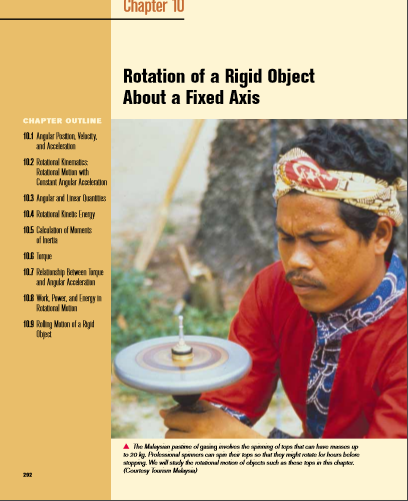 Chapter 10
Rotation of a Rigid Object
About a Fixed Axis
CHAPTER OUTLINE
10.1 Angular Position, Velocity,
and Acceleration
10.2 Rotational Kinematics:
Rotational Motion with
Constant Angular Acceleration
10.3 Angular and Linear Quantities
10.4 Rotational Kinetic Energy
10.5 Calculation of Moments
of Inertia
10.6 Torque
10.7 Relationship Between Torque
and Angular Acceleration
10.8 Work, Power, and Energy in
Rotational Motion
10.9 Rolling Motion of a Rigid
Object
▲ The Malaysian pastime of gasing involves the spinning of tops that can have masses up
to 20 kg. Professional spinners can spin their tops so that they might rotate for hours before
stopping. We will study the rotational motion of objects such as these tops in this chapter.
(Courtesy Tourism Malaysia)
292